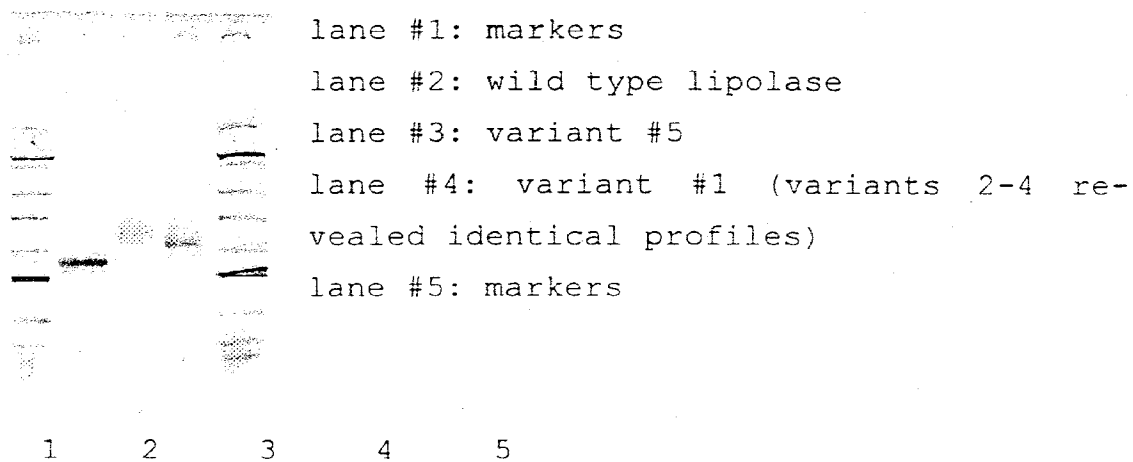 lane #1: markers
lane #2: wild type lipolase
lane #3: variant #5
lane #4: variant #1 (variants 2-4 re-
vealed identical profiles)
lane #5: markers
1 2 3 4 5